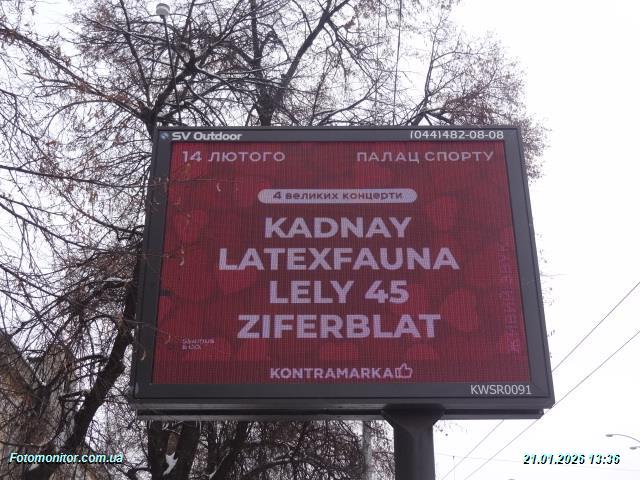 SV Outdoor (044)482-08-08
14 ЛЮТОГО ПАЛАЦ СПОРТУ
4 великих концерти
KADNAY
LATEXFAUNA
LELY 45
ZIFERBLAT
KONTRAMARKA
KWSR0091
Fotomonitor.com.ua 21.01.2026 13:36